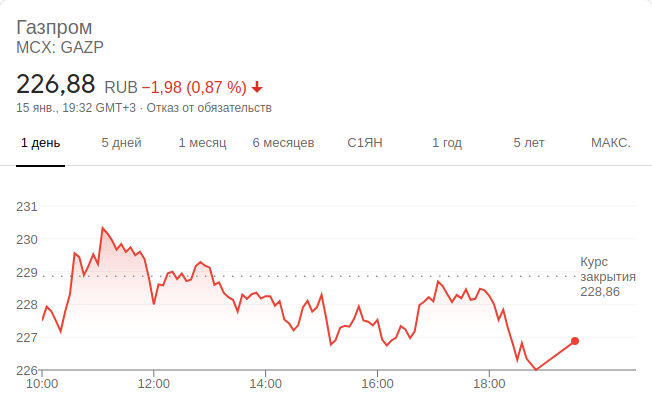 Газпром
MCX: GAZP
226,88 RUB −1,98 (0,87 %) ↓
15 янв., 19:32 GMT+3 · Отказ от обязательств
1 день 5 дней 1 месяц 6 месяцев С1ЯН 1 год 5 лет МАКС.
231
230
229
228
227
226
Курс
закрытия
228,86
10:00 12:00 14:00 16:00 18:00